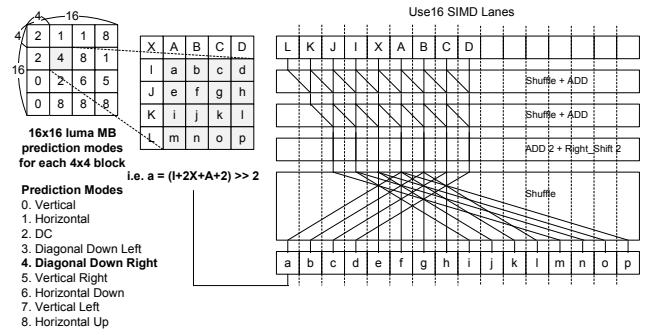 Use16 SIMD Lanes
4 16
4 2 1 1 8
2 4 8 1
16
0 2 6 5
0 8 8 8
X A B C D
I a b c d
J e f g h
K i j k l
L m n o p
16x16 luma MB
prediction modes
for each 4x4 block
i.e. a = (I+2X+A+2) >> 2
Prediction Modes
0. Vertical
1. Horizontal
2. DC
3. Diagonal Down Left
4. Diagonal Down Right
5. Vertical Right
6. Horizontal Down
7. Vertical Left
8. Horizontal Up
L K J I X A B C D
Shuffle + ADD
Shuffle + ADD
ADD 2 + Right_Shift 2
Shuffle
a b c d e f g h i j k l m n o p